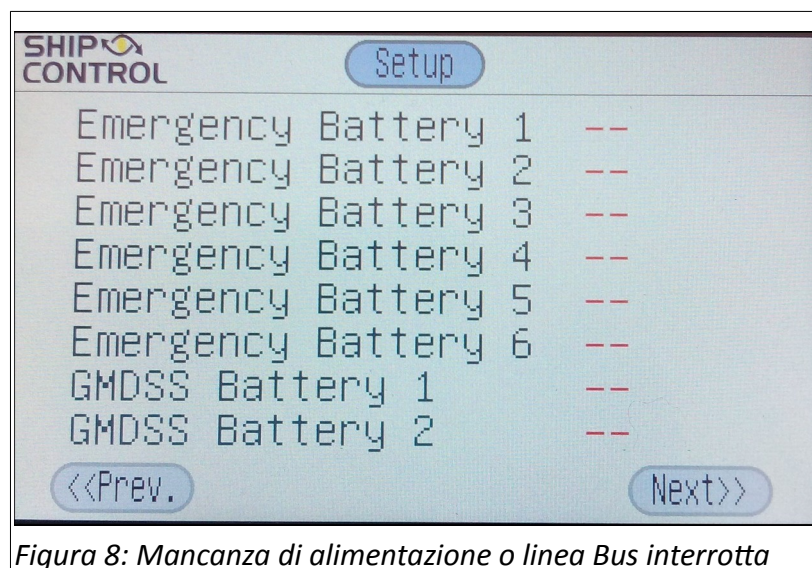 SHIP
CONTROL
Setup
Emergency Battery 1 --
Emergency Battery 2 --
Emergency Battery 3 --
Emergency Battery 4 --
Emergency Battery 5 --
Emergency Battery 6 --
GMDSS Battery 1 --
GMDSS Battery 2 --
<<Prev. Next>>
Figura 8: Mancanza di alimentazione o linea Bus interrotta